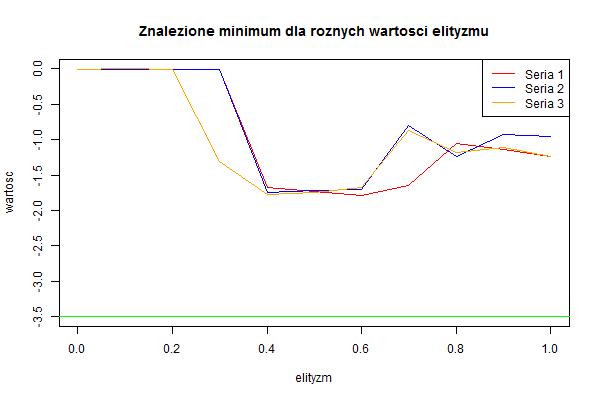 Znalezione minimum dla roznych wartosci elityzmu
Seria 1
Seria 2
Seria 3
wartosc
0.0
-0.5
-1.0
-1.5
-2.0
-2.5
-3.0
-3.5
0.0 0.2 0.4 0.6 0.8 1.0
elityzm